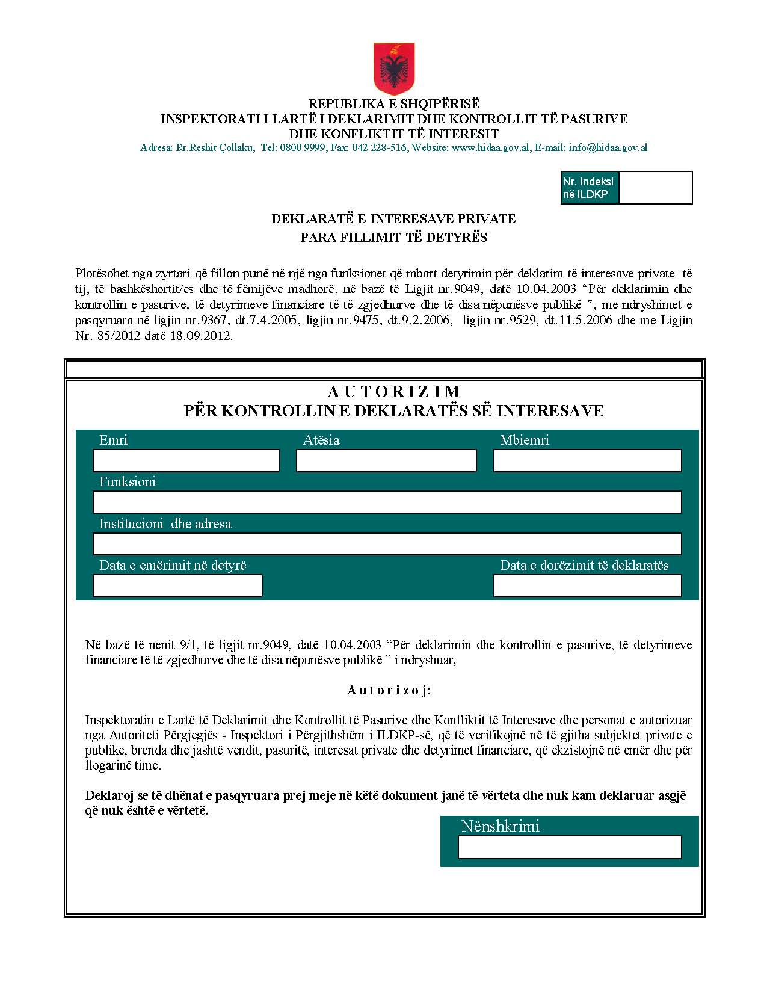 REPUBLIKA E SHQIPËRISË
INSPEKTORATI I LARTË I DEKLARIMIT DHE KONTROLLIT TË PASURIVE
DHE KONFLIKTIT TË INTERESIT
Adresa: Rr.Reshit Çollaku,  Tel: 0800 9999, Fax: 042 228-516, Website: www.hidaa.gov.al, E-mail: info@hidaa.gov.al
Nr. Indeksi
në ILDKP
DEKLARATË E INTERESAVE PRIVATE
PARA FILLIMIT TË DETYRËS
Plotësohet nga zyrtari që fillon punë në një nga funksionet që mbart detyrimin për deklarim të interesave private  të
tij, të bashkëshortit/es dhe të fëmijëve madhorë, në bazë të Ligjit nr.9049, datë 10.04.2003 “Për deklarimin dhe
kontrollin e pasurive, të detyrimeve financiare të të zgjedhurve dhe të disa nëpunësve publikë ”, me ndryshimet e
pasqyruara në ligjin nr.9367, dt.7.4.2005, ligjin nr.9475, dt.9.2.2006,  ligjin nr.9529, dt.11.5.2006 dhe me Ligjin
Nr. 85/2012 datë 18.09.2012.
A U T O R I Z I M
PËR KONTROLLIN E DEKLARATËS SË INTERESAVE
Emri Atësia Mbiemri
Funksioni
Institucioni  dhe adresa
Data e emërimit në detyrë Data e dorëzimit të deklaratës
Në bazë të nenit 9/1, të ligjit nr.9049, datë 10.04.2003 “Për deklarimin dhe kontrollin e pasurive, të detyrimeve
financiare të të zgjedhurve dhe të disa nëpunësve publikë ” i ndryshuar,
A u t o r i z o j:
Inspektoratin e Lartë të Deklarimit dhe Kontrollit të Pasurive dhe Konfliktit të Interesave dhe personat e autorizuar
nga Autoriteti Përgjegjës - Inspektori i Përgjithshëm i ILDKP-së, që të verifikojnë në të gjitha subjektet private e
publike, brenda dhe jashtë vendit, pasuritë, interesat private dhe detyrimet financiare, që ekzistojnë në emër dhe për
llogarinë time.
Deklaroj se të dhënat e pasqyruara prej meje në këtë dokument janë të vërteta dhe nuk kam deklaruar asgjë
që nuk është e vërtetë.
Nënshkrimi